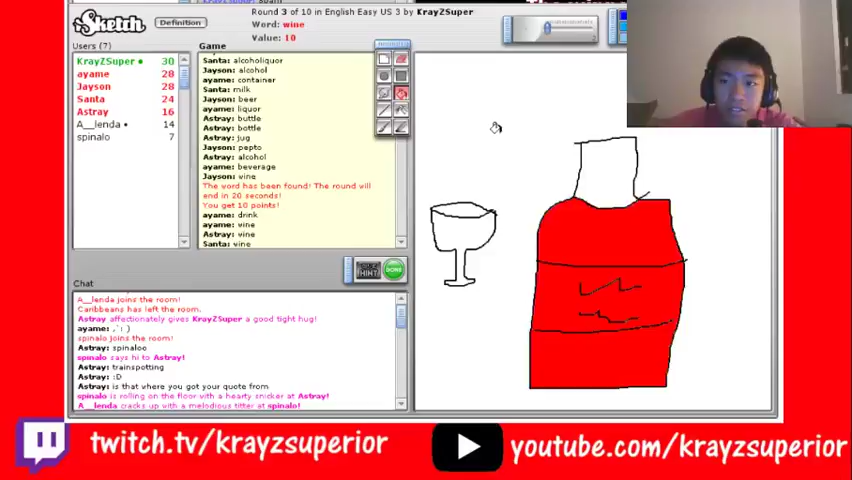 Round 3 of 10 in English Easy US 3 by KrayZSuper
Word: wine
Value: 10
iSketch
Definition
Users (7)
KrayZSuper • 30
ayame 28
Jayson 28
Santa 24
Astray 16
A__lenda • 14
spinalo 7
Game
Santa: alcoholiquor
Jayson: alcohol
ayame: container
Santa: milk
Jayson: beer
ayame: liquor
Astray: buttle
Astray: bottle
Astray: jug
Jayson: pepto
Astray: alcohol
ayame: beverage
Jayson: wine
The word has been found! The round will
end in 20 seconds!
You get 10 points!
ayame: drink
ayame: wine
Astray: wine
Santa: wine
HINT
DONE
Chat
A__lenda joins the room!
Caribbeans has left the room.
Astray affectionately gives KrayZSuper a good tight hug!
ayame: ,`: )
spinalo joins the room!
Astray: spinaloo
spinalo says hi to Astray!
Astray: trainspotting
Astray: :D
Astray: is that where you got your quote from
spinalo is rolling on the floor with a hearty snicker at Astray!
A__lenda cracks up with a melodious titter at spinalo!
twitch.tv/krayzsuperior
youtube.com/krayzsuperior